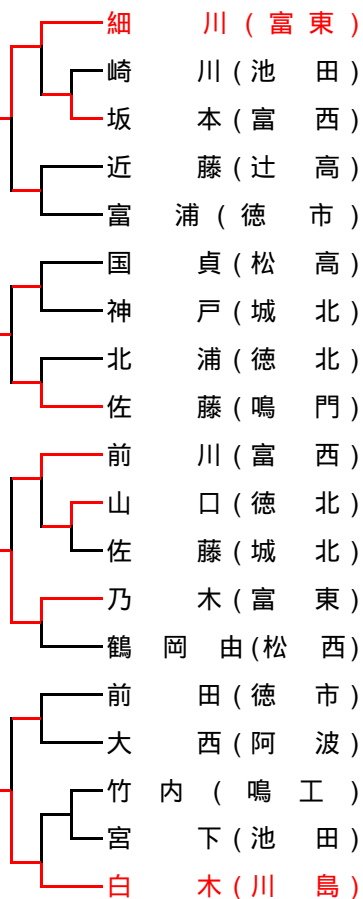 細川(富東)
崎川(池田)
坂本(富西)
近藤(辻高)
富浦(徳市)
国貞(松高)
神戸(城北)
北浦(徳北)
佐藤(鳴門)
前川(富西)
山口(徳北)
佐藤(城北)
乃木(富東)
鶴岡由(松西)
前田(徳市)
大西(阿波)
竹内(鳴工)
宮下(池田)
白木(川島)